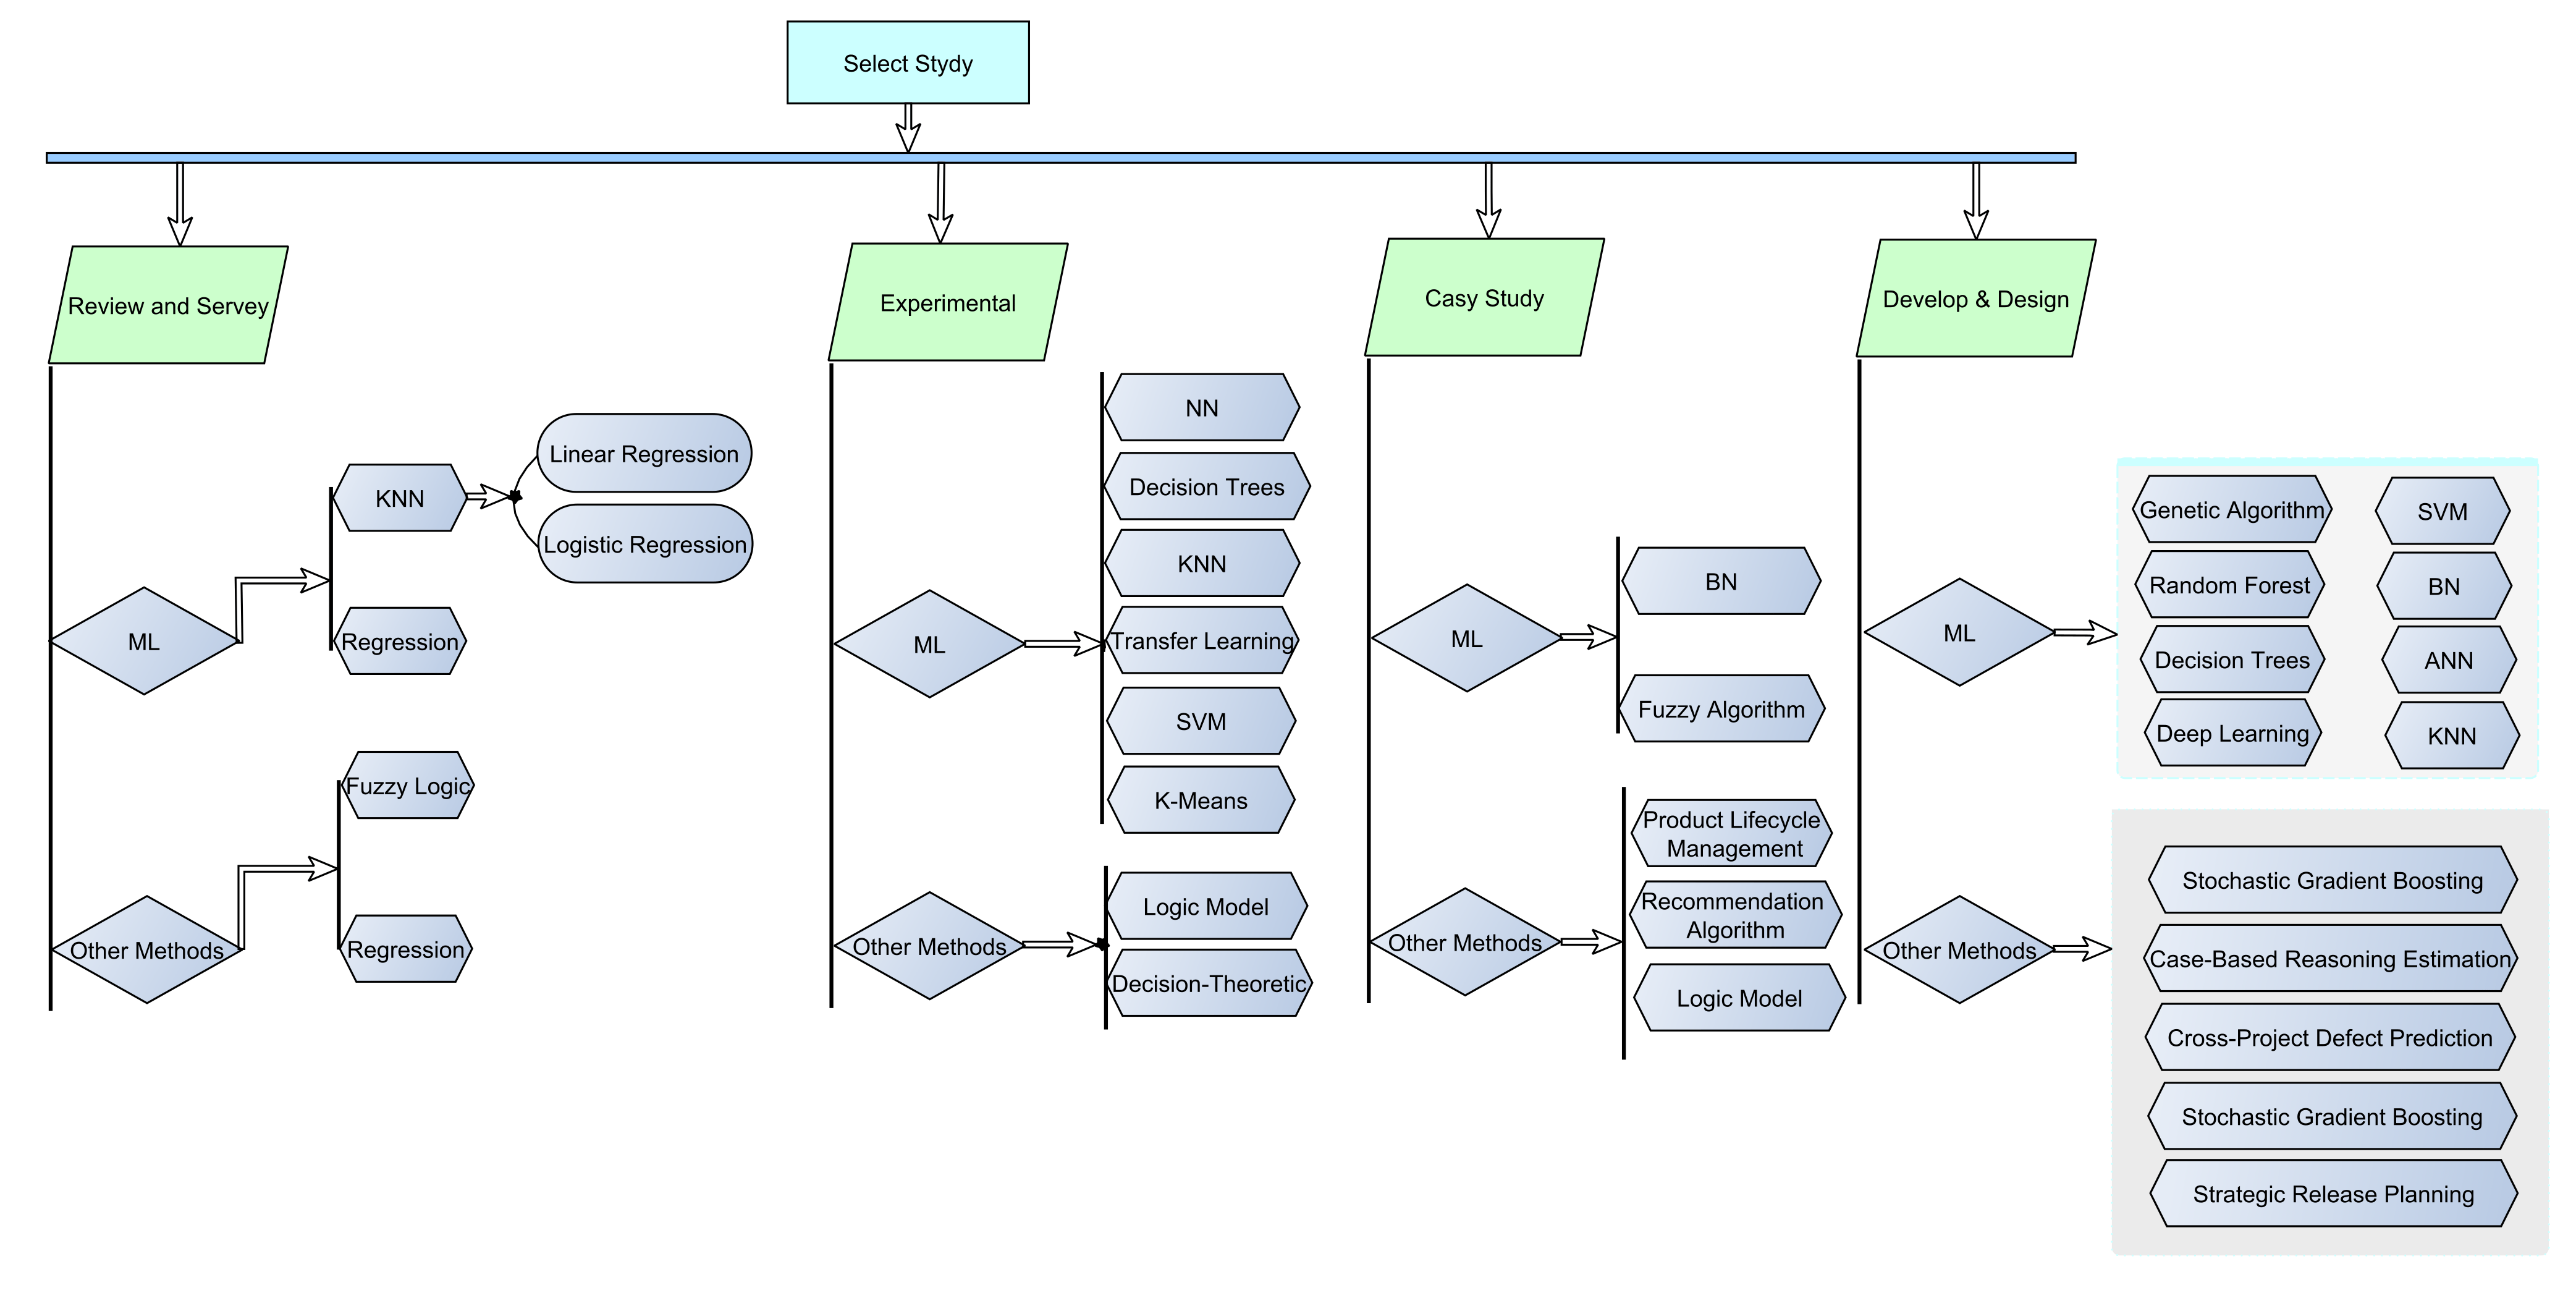 Select Stydy
Review and Servey
ML
KNN
Linear Regression
Logistic Regression
Regression
Other Methods
Fuzzy Logic
Regression
Experimental
ML
NN
Decision Trees
KNN
Transfer Learning
SVM
K-Means
Other Methods
Logic Model
Decision-Theoretic
Casy Study
ML
BN
Fuzzy Algorithm
Other Methods
Product Lifecycle
Management
Recommendation
Algorithm
Logic Model
Develop & Design
ML
Genetic Algorithm
SVM
Random Forest
BN
Decision Trees
ANN
Deep Learning
KNN
Other Methods
Stochastic Gradient Boosting
Case-Based Reasoning Estimation
Cross-Project Defect Prediction
Stochastic Gradient Boosting
Strategic Release Planning